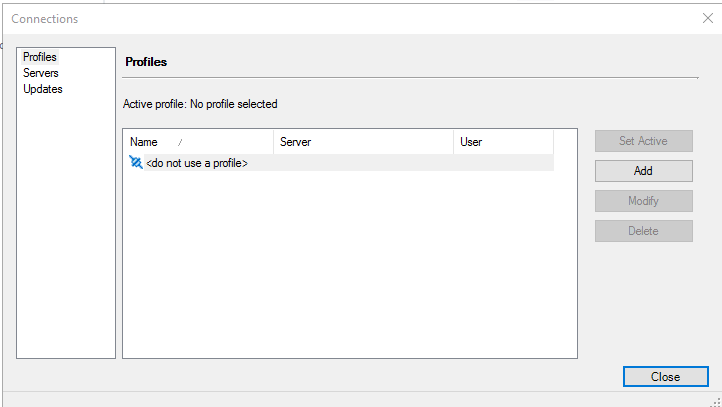 Connections
Profiles
Servers
Updates
Profiles
Active profile: No profile selected
Name / Server User
<do not use a profile>
Set Active
Add
Modify
Delete
Close